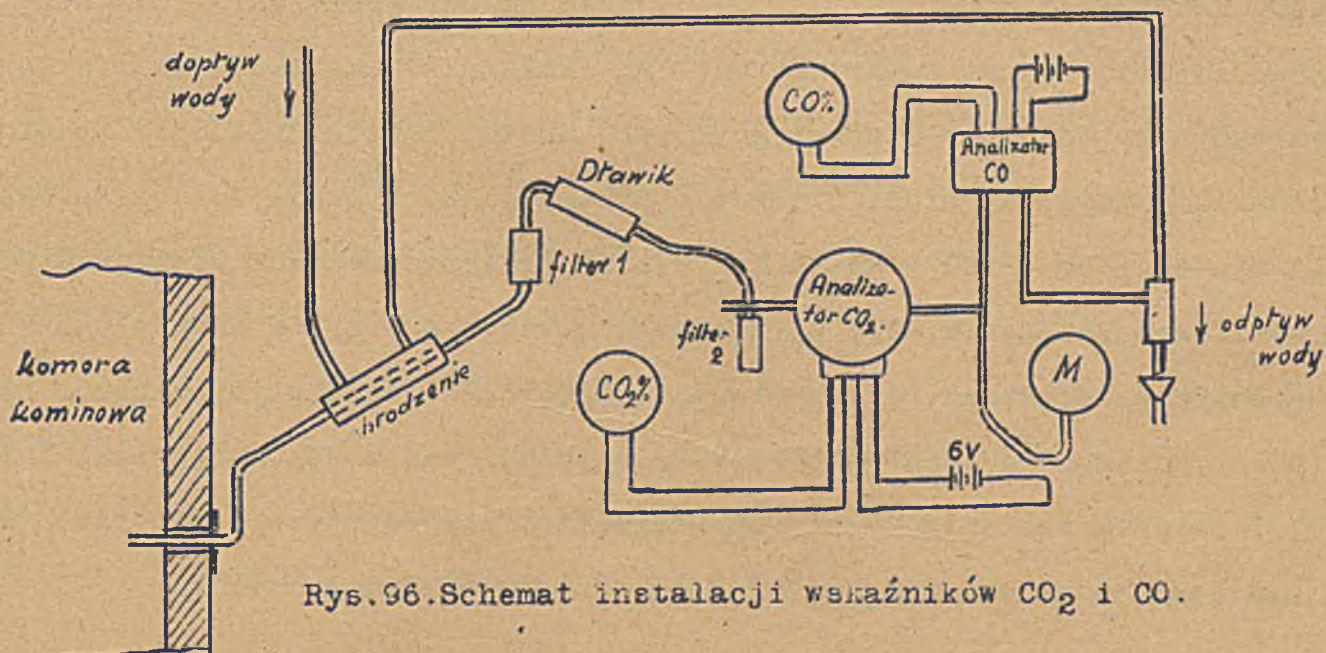 dopływ
wody
CO%
Analizator
CO
Dławik
filter 1
Analiza-
tor CO₂.
filter
2
odpływ
wody
komora
kominowa
CO₂%
M
6V
Rys.96.Schemat instalacji wskaźników CO₂ i CO.